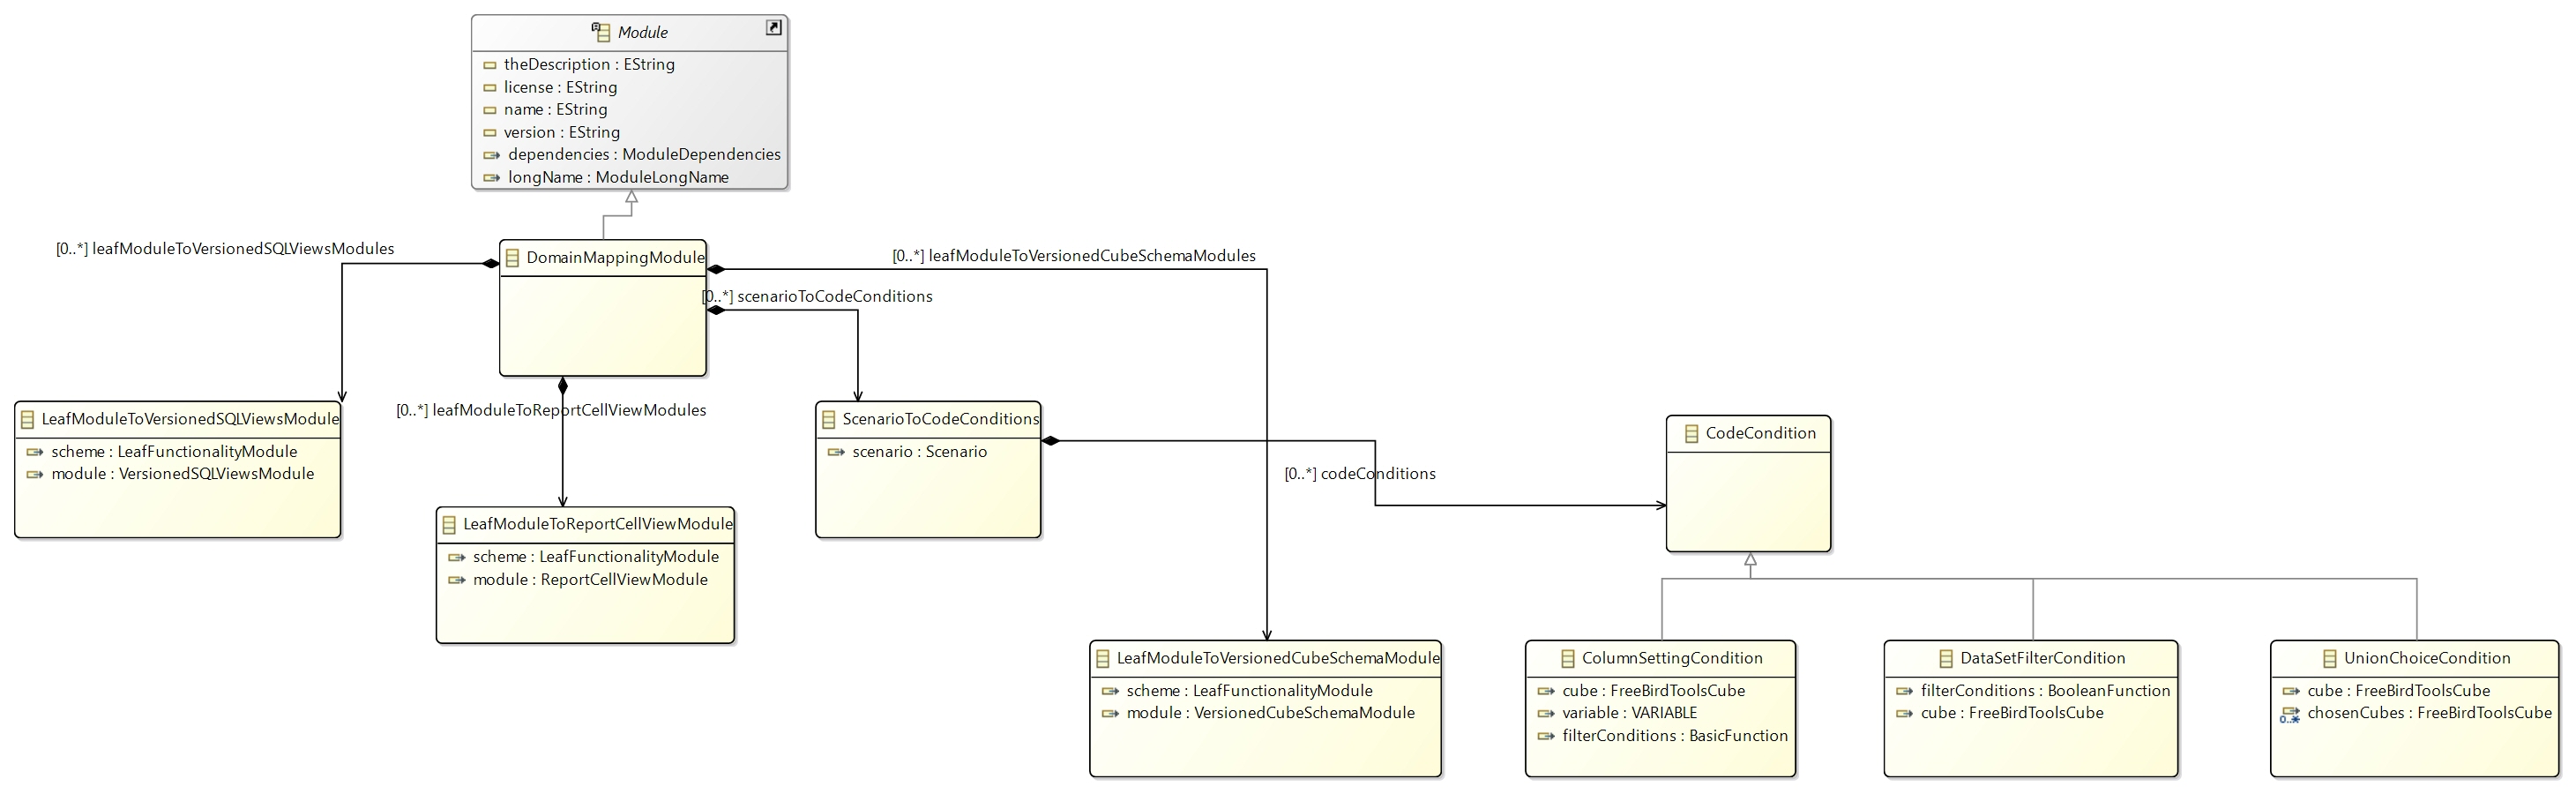 Module
theDescription : EString
license : EString
name : EString
version : EString
dependencies : ModuleDependencies
longName : ModuleLongName
[0..*] leafModuleToVersionedSQLViewsModules
DomainMappingModule
[0..*] leafModuleToVersionedCubeSchemaModules
[0..*] scenarioToCodeConditions
[0..*] leafModuleToReportCellViewModules
LeafModuleToVersionedSQLViewsModule
scheme : LeafFunctionalityModule
module : VersionedSQLViewsModule
ScenarioToCodeConditions
scenario : Scenario
[0..*] codeConditions
CodeCondition
LeafModuleToReportCellViewModule
scheme : LeafFunctionalityModule
module : ReportCellViewModule
LeafModuleToVersionedCubeSchemaModule
scheme : LeafFunctionalityModule
module : VersionedCubeSchemaModule
ColumnSettingCondition
cube : FreeBirdToolsCube
variable : VARIABLE
filterConditions : BasicFunction
DataSetFilterCondition
filterConditions : BooleanFunction
cube : FreeBirdToolsCube
UnionChoiceCondition
cube : FreeBirdToolsCube
0..*
chosenCubes : FreeBirdToolsCube